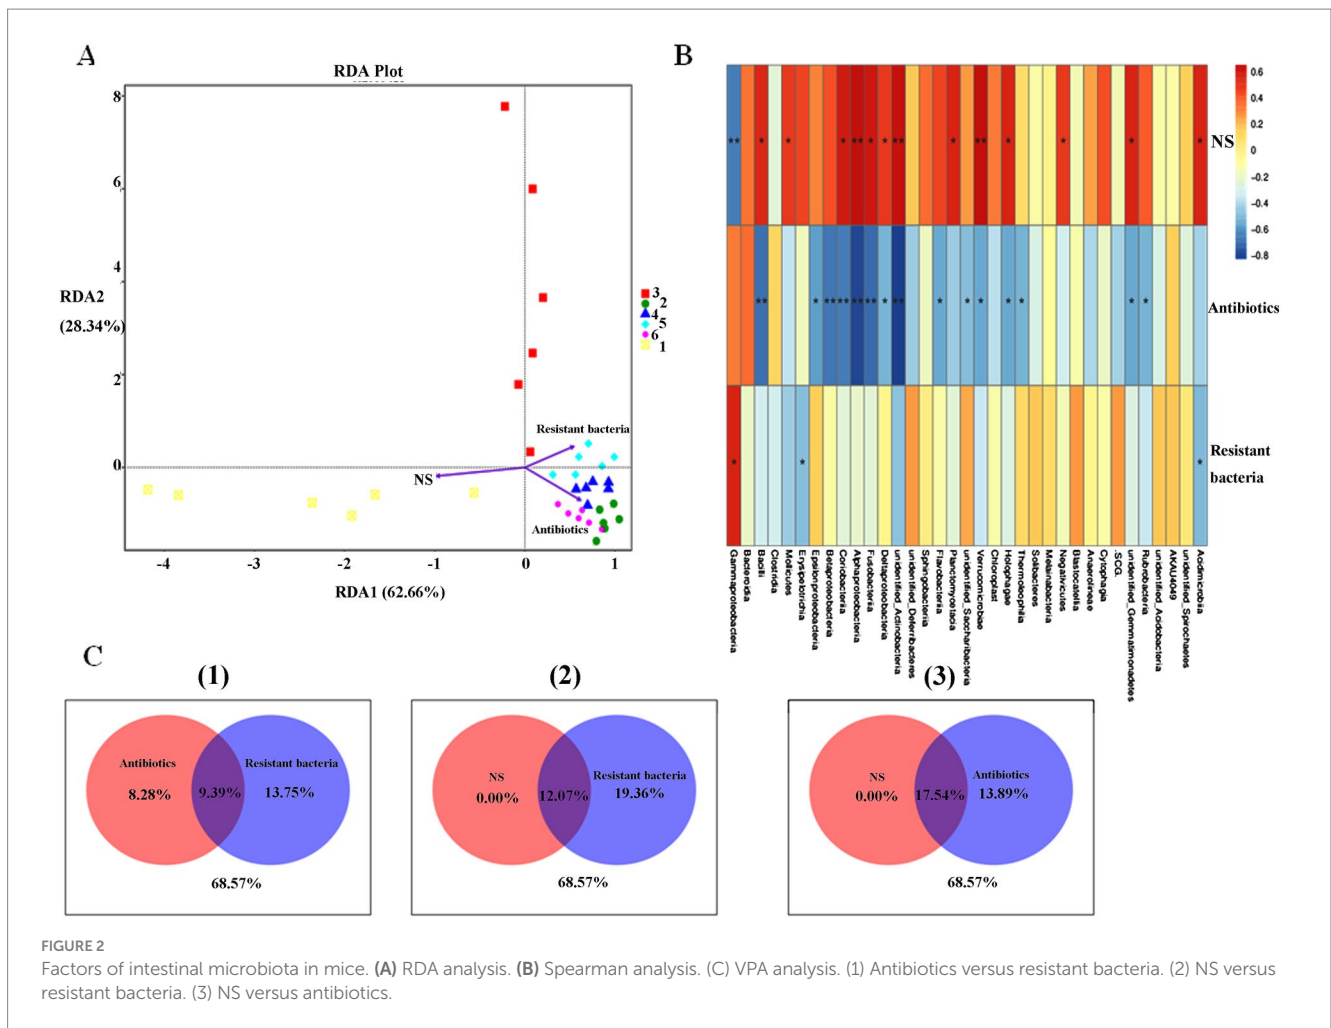 A
RDA Plot
8
6
4
2
0
RDA2
(28.34%)
3
2
4
5
6
1
Resistant bacteria
NS
Antibiotics
-4
-3
-2
-1
0
1
RDA1 (62.66%)
B
**
*
*
*
**
*
*
**
*
**
*
*
*
*
NS
**
*
**
**
**
**
*
**
*
*
*
*
*
*
*
Antibiotics
*
*
*
Resistant
bacteria
0.6
0.4
0.2
0
−0.2
−0.4
−0.6
−0.8
Gammaproteobacteria
Bacteroidia
Bacilli
Clostridia
Mollicutes
Erysipelotrichia
Epsilonproteobacteria
Betaproteobacteria
Coriobacteriia
Alphaproteobacteria
Fusobacteriia
Deltaproteobacteria
unidentified_Actinobacteria
unidentified_Deferribacteres
Sphingobacteriia
Flavobacteriia
Planctomycetacia
unidentified_Saccharibacteria
Verrucomicrobiae
Chloroplast
Holophagae
Thermoleophilia
Solibacteres
Melainabacteria
Negativicutes
Blastocatellia
Anaerolineae
Cytophagia
.SCG.
unidentified_Gemmatimonadetes
Rubrobacteria
unidentified_Acidobacteria
AKAU4049
unidentified_Spirochaetes
Acidimicrobiia
C
(1)
Antibiotics
8.28%
9.39%
Resistant bacteria
13.75%
68.57%
(2)
NS
0.00%
12.07%
Resistant bacteria
19.36%
68.57%
(3)
NS
0.00%
17.54%
Antibiotics
13.89%
68.57%
FIGURE 2
Factors of intestinal microbiota in mice. (A) RDA analysis. (B) Spearman analysis. (C) VPA analysis. (1) Antibiotics versus resistant bacteria. (2) NS versus
resistant bacteria. (3) NS versus antibiotics.